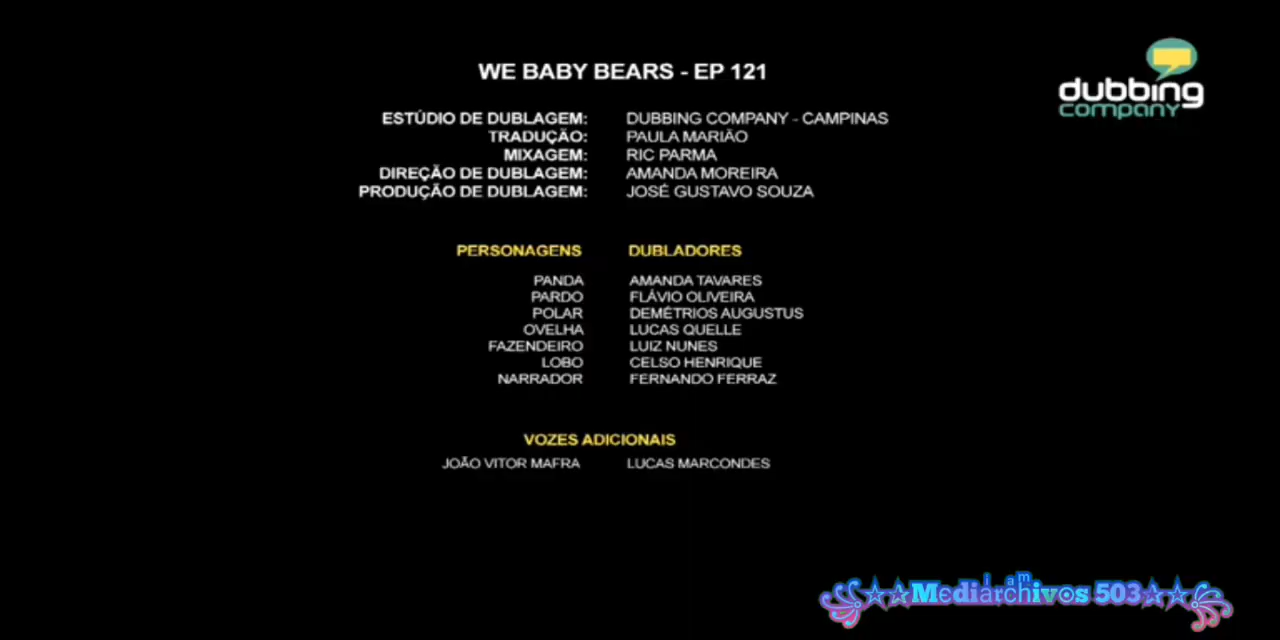 WE BABY BEARS - EP 121
dubbing
company
ESTÚDIO DE DUBLAGEM: DUBBING COMPANY - CAMPINAS
TRADUÇÃO: PAULA MARIÃO
MIXAGEM: RIC PARMA
DIREÇÃO DE DUBLAGEM: AMANDA MOREIRA
PRODUÇÃO DE DUBLAGEM: JOSÉ GUSTAVO SOUZA
PERSONAGENS DUBLADORES
PANDA AMANDA TAVARES
PARDO FLÁVIO OLIVEIRA
POLAR DEMÉTRIOS AUGUSTUS
OVELHA LUCAS QUELLE
FAZENDEIRO LUIZ NUNES
LOBO CELSO HENRIQUE
NARRADOR FERNANDO FERRAZ
VOZES ADICIONAIS
JOÃO VITOR MAFRA LUCAS MARCONDES
I am
☆☆Mediarchivos 503☆☆